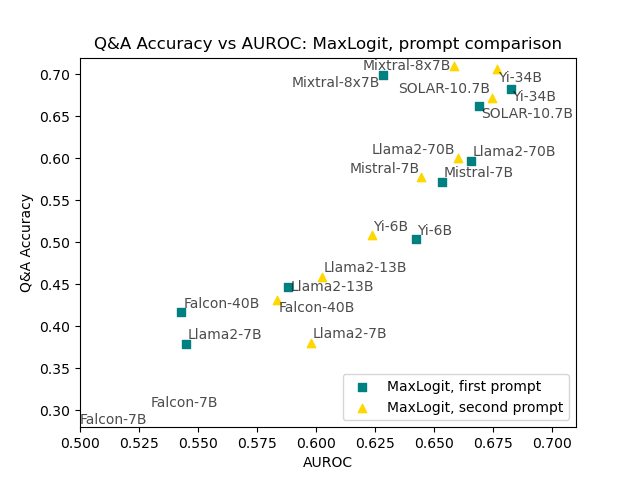 Q&A Accuracy vs AUROC: MaxLogit, prompt comparison
Q&A Accuracy
0.70
0.65
0.60
0.55
0.50
0.45
0.40
0.35
0.30
Mixtral-8x7B
Mixtral-8x7B
Yi-34B
SOLAR-10.7B
Yi-34B
SOLAR-10.7B
Llama2-70B
Llama2-70B
Mistral-7B
Mistral-7B
Yi-6B
Yi-6B
Llama2-13B
Llama2-13B
Falcon-40B
Falcon-40B
Llama2-7B
Llama2-7B
Falcon-7B
Falcon-7B
MaxLogit, first prompt
MaxLogit, second prompt
0.500 0.525 0.550 0.575 0.600 0.625 0.650 0.675 0.700
AUROC